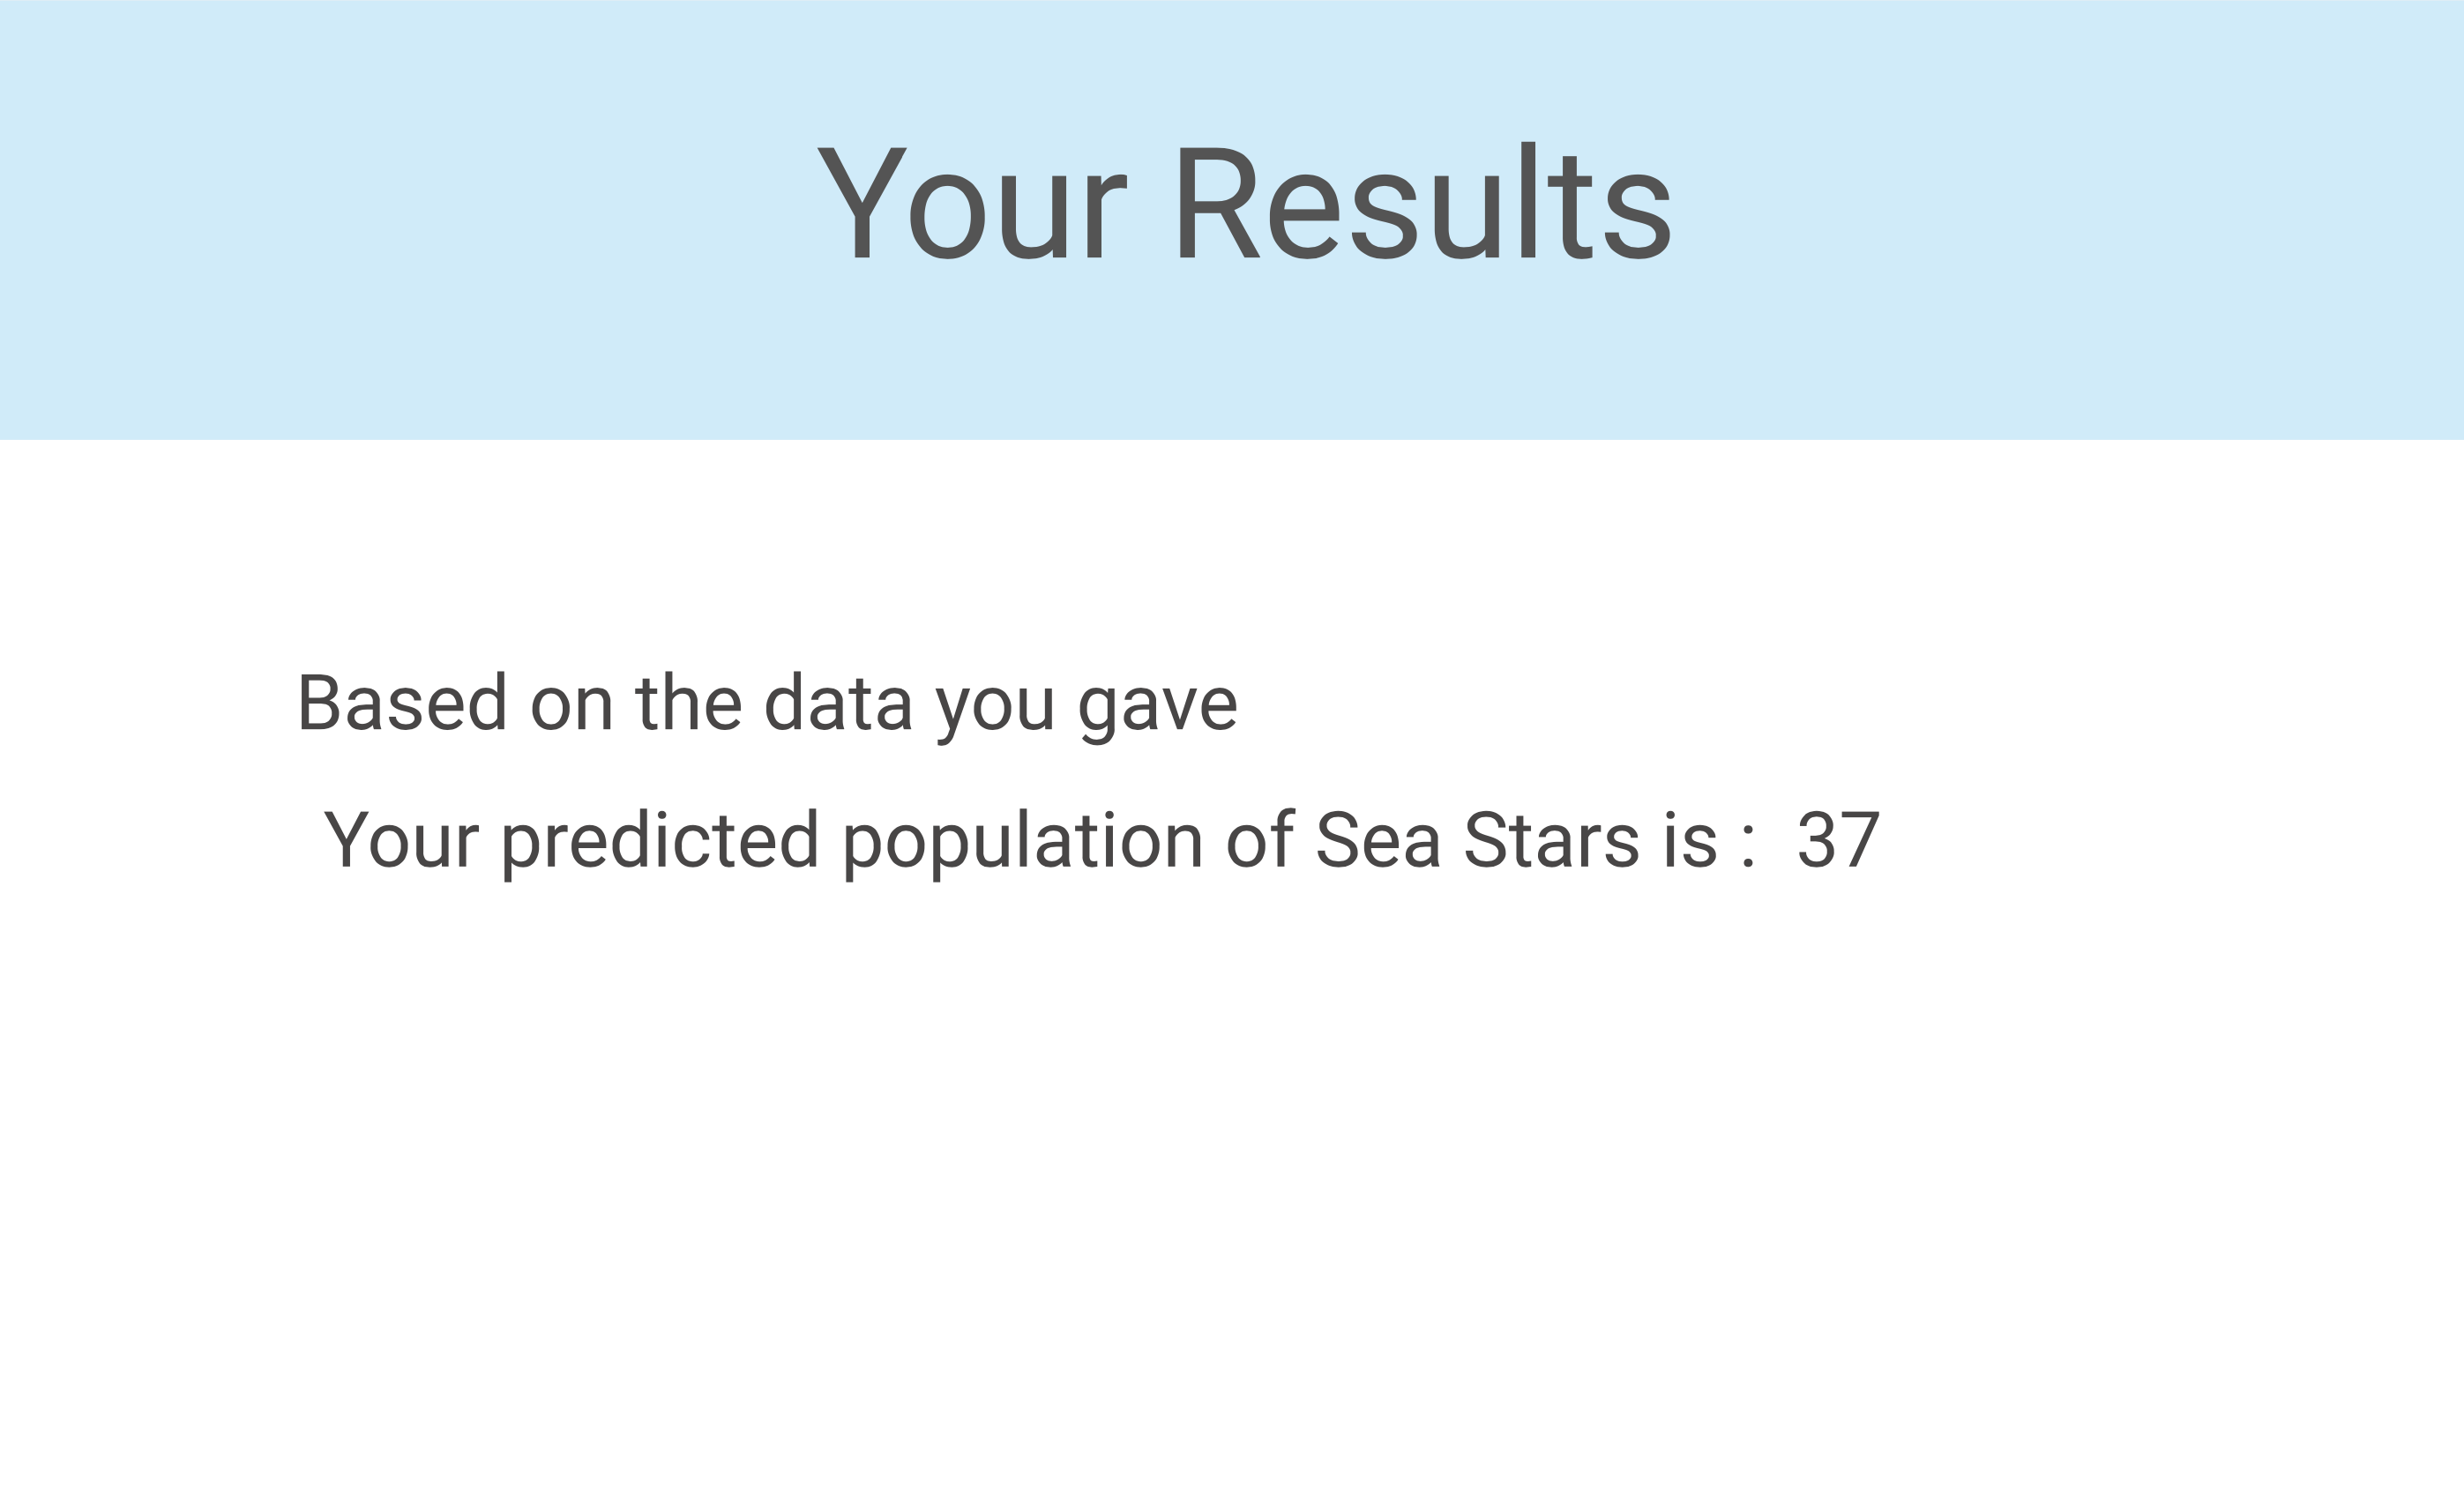 Your Results
Based on the data you gave
Your predicted population of Sea Stars is : 37